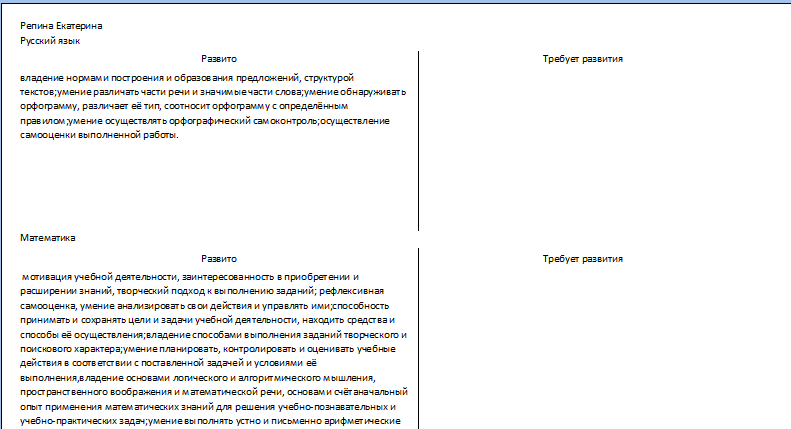 Репина Екатерина
Русский язык
Развито
Требует развития
владение нормами построения и образования предложений, структурой
текстов;умение различать части речи и значимые части слова;умение обнаруживать
орфограмму, различает её тип, соотносит орфограмму с определённым
правилом;умение осуществлять орфографический самоконтроль;осуществление
самооценки выполненной работы.
Математика
Развито
Требует развития
мотивация учебной деятельности, заинтересованность в приобретении и
расширении знаний, творческий подход к выполнению заданий; рефлексивная
самооценка, умение анализировать свои действия и управлять ими;способность
принимать и сохранять цели и задачи учебной деятельности, находить средства и
способы её осуществления;владение способами выполнения заданий творческого и
поискового характера;умение планировать, контролировать и оценивать учебные
действия в соответствии с поставленной задачей и условиями её
выполнения,владение основами логического и алгоритмического мышления,
пространственного воображения и математической речи, основами счётаначальный
опыт применения математических знаний для решения учебно-познавательных и
учебно-практических задач;умение выполнять устно и письменно арифметические